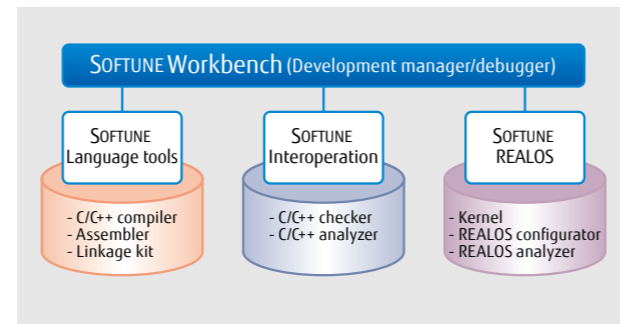 SOFTUNE Workbench (Development manager/debugger)
SOFTUNE
Language tools
- C/C++ compiler
- Assembler
- Linkage kit
SOFTUNE
Interoperation
- C/C++ checker
- C/C++ analyzer
SOFTUNE
REALOS
- Kernel
- REALOS configurator
- REALOS analyzer